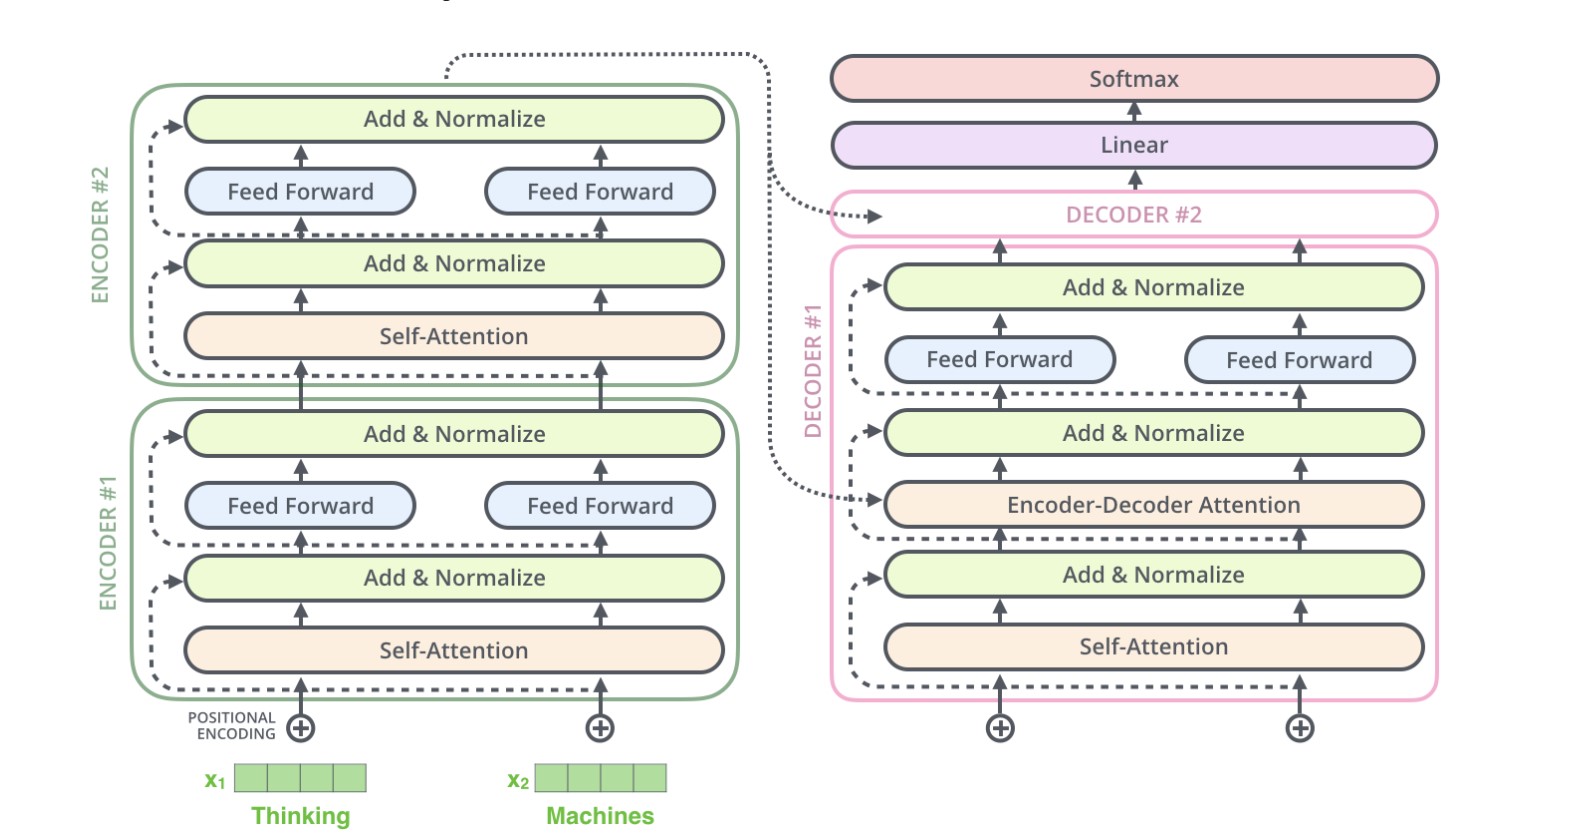 ENCODER #2
Add & Normalize
Feed Forward Feed Forward
Add & Normalize
Self-Attention
ENCODER #1
Add & Normalize
Feed Forward Feed Forward
Add & Normalize
Self-Attention
POSITIONAL
ENCODING
x1 x2
Thinking Machines
Softmax
Linear
DECODER #2
DECODER #1
Add & Normalize
Feed Forward Feed Forward
Add & Normalize
Encoder-Decoder Attention
Add & Normalize
Self-Attention